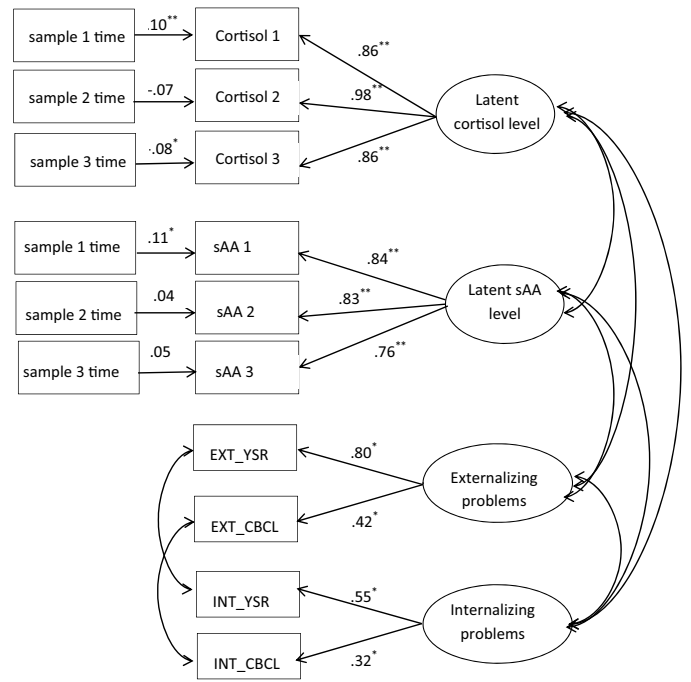 sample 1 time
.10**
Cortisol 1
.86**
sample 2 time
-.07
Cortisol 2
.98**
Latent
cortisol level
sample 3 time
-.08*
Cortisol 3
.86**
sample 1 time
.11*
sAA 1
.84**
sample 2 time
.04
sAA 2
.83**
Latent sAA
level
sample 3 time
.05
sAA 3
.76**
EXT_YSR
.80*
Externalizing
problems
EXT_CBCL
.42*
INT_YSR
.55*
Internalizing
problems
INT_CBCL
.32*